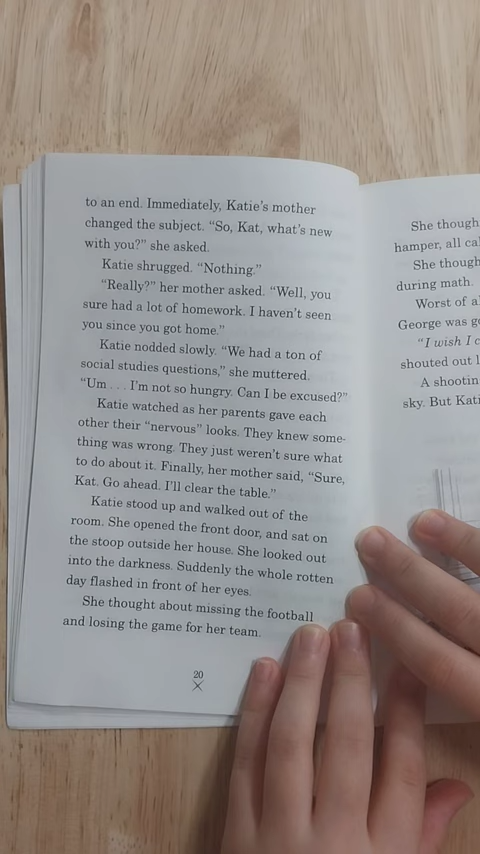 to an end. Immediately, Katie's mother
changed the subject. “So, Kat, what's new
with you?” she asked.
Katie shrugged. “Nothing.”
“Really?” her mother asked. “Well, you
sure had a lot of homework. I haven't seen
you since you got home.”
Katie nodded slowly. “We had a ton of
social studies questions,” she muttered.
“Um . . . I'm not so hungry. Can I be excused?”
Katie watched as her parents gave each
other their “nervous” looks. They knew some-
thing was wrong. They just weren't sure what
to do about it. Finally, her mother said, “Sure,
Kat. Go ahead. I'll clear the table.”
Katie stood up and walked out of the
room. She opened the front door, and sat on
the stoop outside her house. She looked out
into the darkness. Suddenly the whole rotten
day flashed in front of her eyes.
She thought about missing the football
and losing the game for her team.
20
She
hamper, all
She
during math.
Worst of
George was
“I wish I
shouted out
A
sky. But